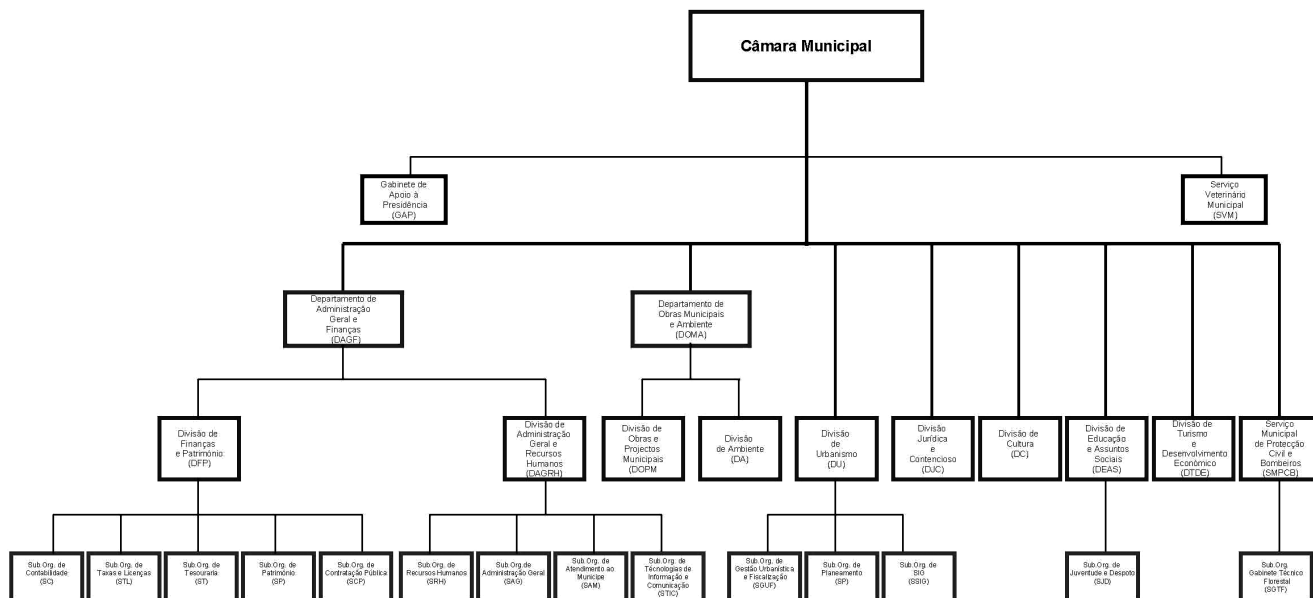 Câmara Municipal
Gabinete de
Apoio à
Presidência
(GAP)
Serviço
Veterinário
Municipal
(SVM)
Departamento de
Administração
Geral e
Finanças
(DAGF)
Departamento de
Obras Municipais
e Ambiente
(DOMA)
Divisão de
Finanças
e Património
(DFP)
Divisão de
Administração
Geral e
Recursos
Humanos
(DAGRH)
Divisão de
Obras e
Projectos
Municipais
(DOPM
Divisão
de Ambiente
(DA)
Divisão
de
Urbanismo
(DU)
Divisão
Jurídica
e
Contencioso
(DJC)
Divisão de
Cultura
(DC)
Divisão de
Educação
e Assuntos
Sociais
(DEAS)
Divisão de
Turismo
e
Desenvolvimento
Económico
(DTDE)
Serviço
Municipal
de Protecção
Civil e
Bombeiros
(SMPCB)
Sub.Org. de
Contabilidade
(SC)
Sub.Org. de
Taxas e Licenças
(STL)
Sub.Org. de
Tesouraria
(ST)
Sub.Org. de
Património
(SP)
Sub.Org. de
Contratação Pública
(SCP)
Sub.Org. de
Recursos Humanos
(SRH)
Sub.Org. de
Administração Geral
(SAG)
Sub.Org. de
Atendimento ao
Munícipe
(SAM)
Sub.Org. de
Técnologias de
Informação e
Comunicação
(STIC)
Sub.Org. de
Gestão Urbanística
e Fiscalização
(SGUF)
Sub.Org. de
Planeamento
(SP)
Sub.Org. de
SIG
(SSIG)
Sub.Org. de
Juventude e Despoto
(SJD)
Sub.Org.
Gabinete Técnico
Florestal
(SGTF)